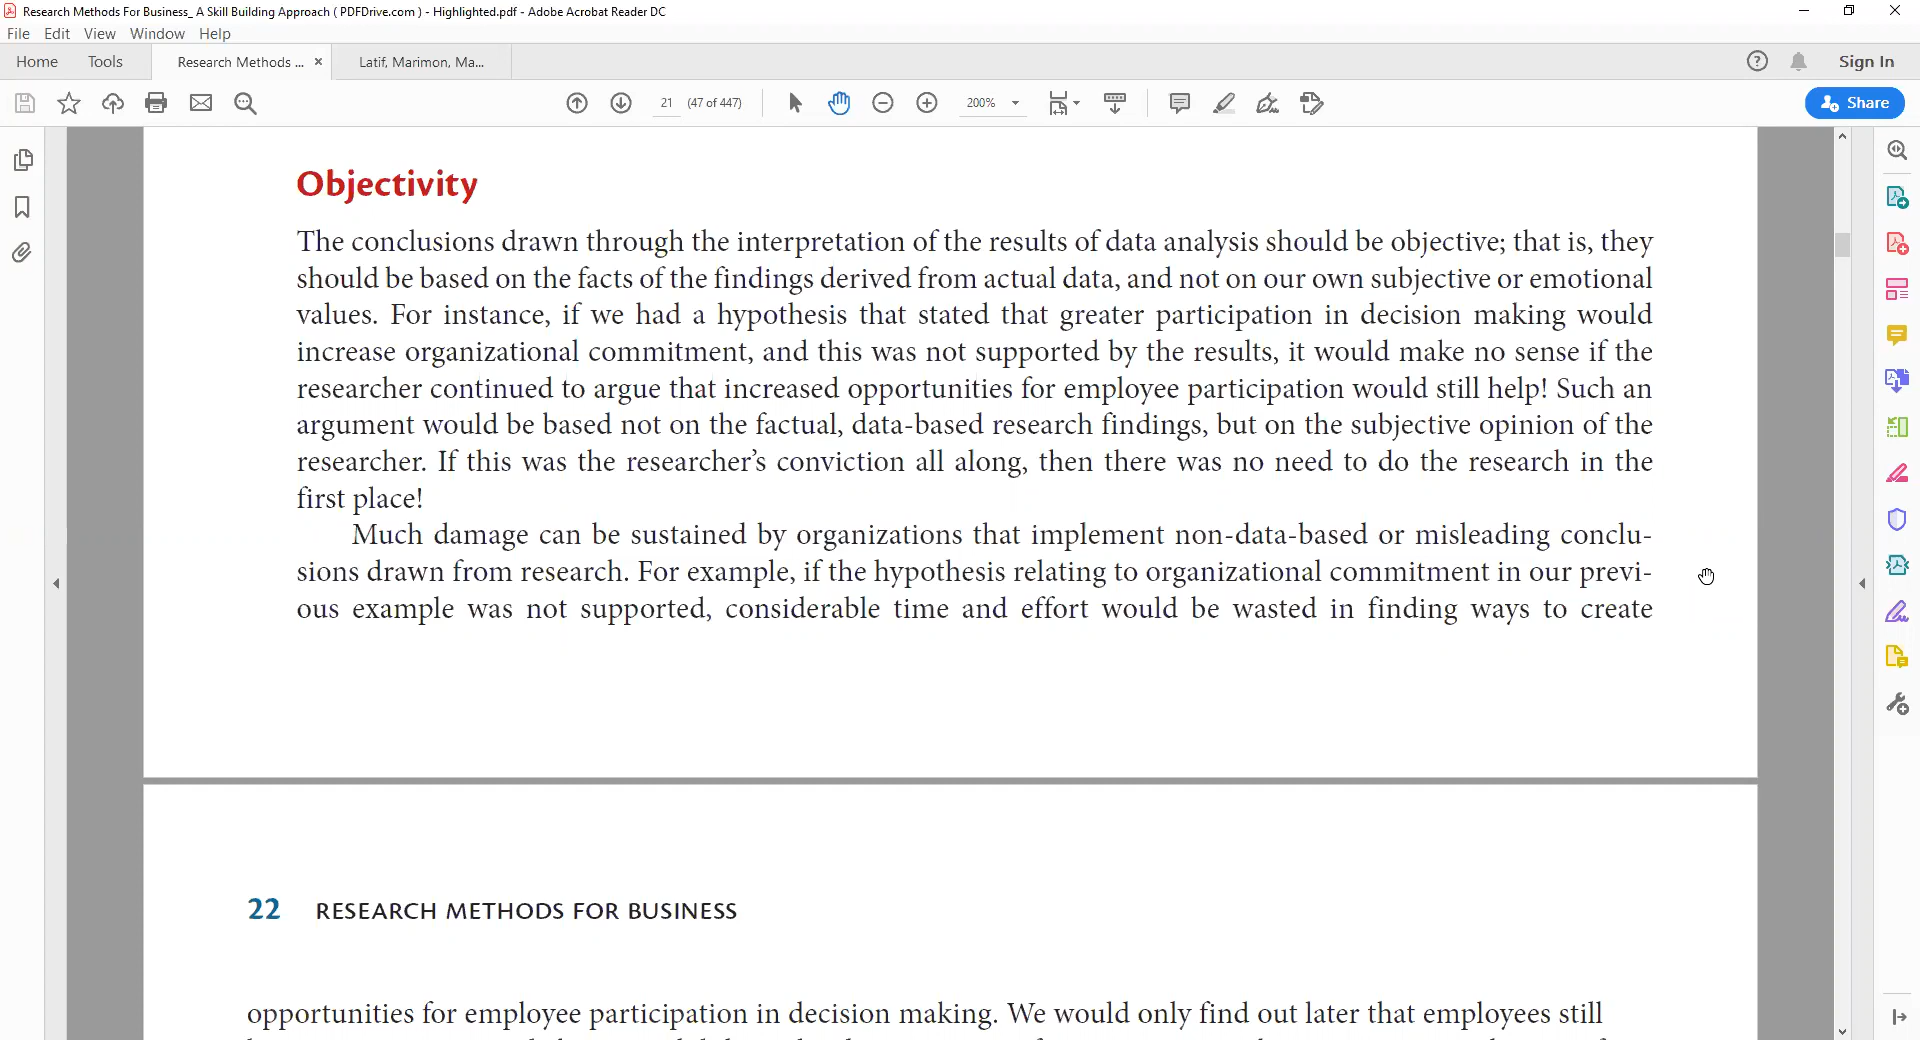 Research Methods For Business_ A Skill Building Approach ( PDFDrive.com ) - Highlighted.pdf - Adobe Acrobat Reader DC
File Edit View Window Help
Home Tools Research Methods ... × Latif, Marimon, Ma... ? Sign In
21 (47 of 447) 200% Share
Objectivity
The conclusions drawn through the interpretation of the results of data analysis should be objective; that is, they
should be based on the facts of the findings derived from actual data, and not on our own subjective or emotional
values. For instance, if we had a hypothesis that stated that greater participation in decision making would
increase organizational commitment, and this was not supported by the results, it would make no sense if the
researcher continued to argue that increased opportunities for employee participation would still help! Such an
argument would be based not on the factual, data-based research findings, but on the subjective opinion of the
researcher. If this was the researcher’s conviction all along, then there was no need to do the research in the
first place!
Much damage can be sustained by organizations that implement non-data-based or misleading conclu-
sions drawn from research. For example, if the hypothesis relating to organizational commitment in our previ-
ous example was not supported, considerable time and effort would be wasted in finding ways to create
22 RESEARCH METHODS FOR BUSINESS
opportunities for employee participation in decision making. We would only find out later that employees still